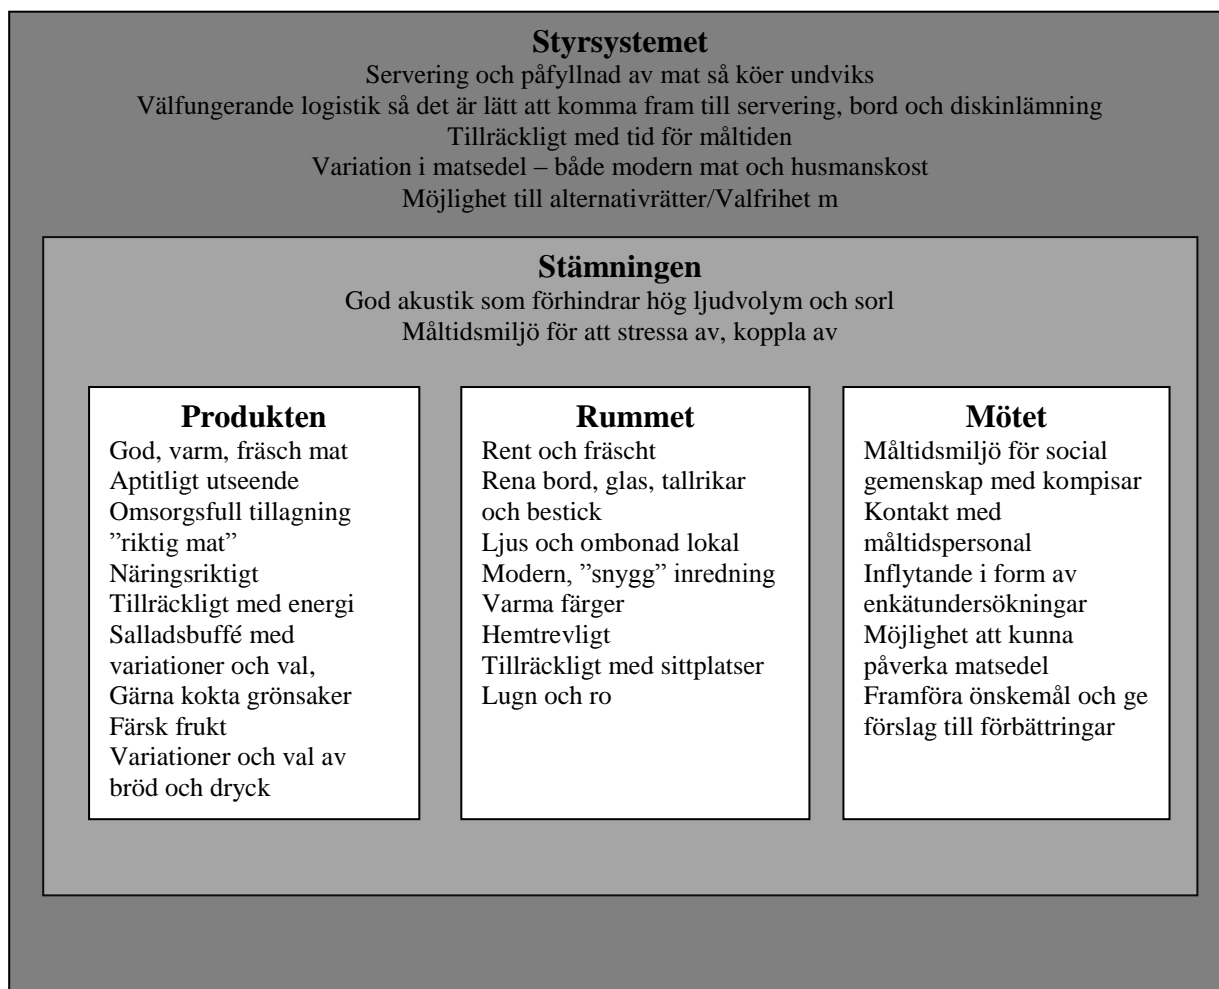 Styrsystemet
Servering och påfyllnad av mat så köer undviks
Välfungerande logistik så det är lätt att komma fram till servering, bord och diskinlämning
Tillräckligt med tid för måltiden
Variation i matsedel – både modern mat och husmanskost
Möjlighet till alternativrätter/Valfrihet m
Stämningen
God akustik som förhindrar hög ljudvolym och sorl
Måltidsmiljö för att stressa av, koppla av
Produkten
God, varm, fräsch mat
Aptitligt utseende
Omsorgsfull tillagning
”riktig mat”
Näringsriktigt
Tillräckligt med energi
Salladsbuffé med
variationer och val,
Gärna kokta grönsaker
Färsk frukt
Variationer och val av
bröd och dryck
Rummet
Rent och fräscht
Rena bord, glas, tallrikar
och bestick
Ljus och ombonad lokal
Modern, ”snygg” inredning
Varma färger
Hemtrevligt
Tillräckligt med sittplatser
Lugn och ro
Mötet
Måltidsmiljö för social
gemenskap med kompisar
Kontakt med
måltidspersonal
Inflytande i form av
enkätundersökningar
Möjlighet att kunna
påverka matsedel
Framföra önskemål och ge
förslag till förbättringar